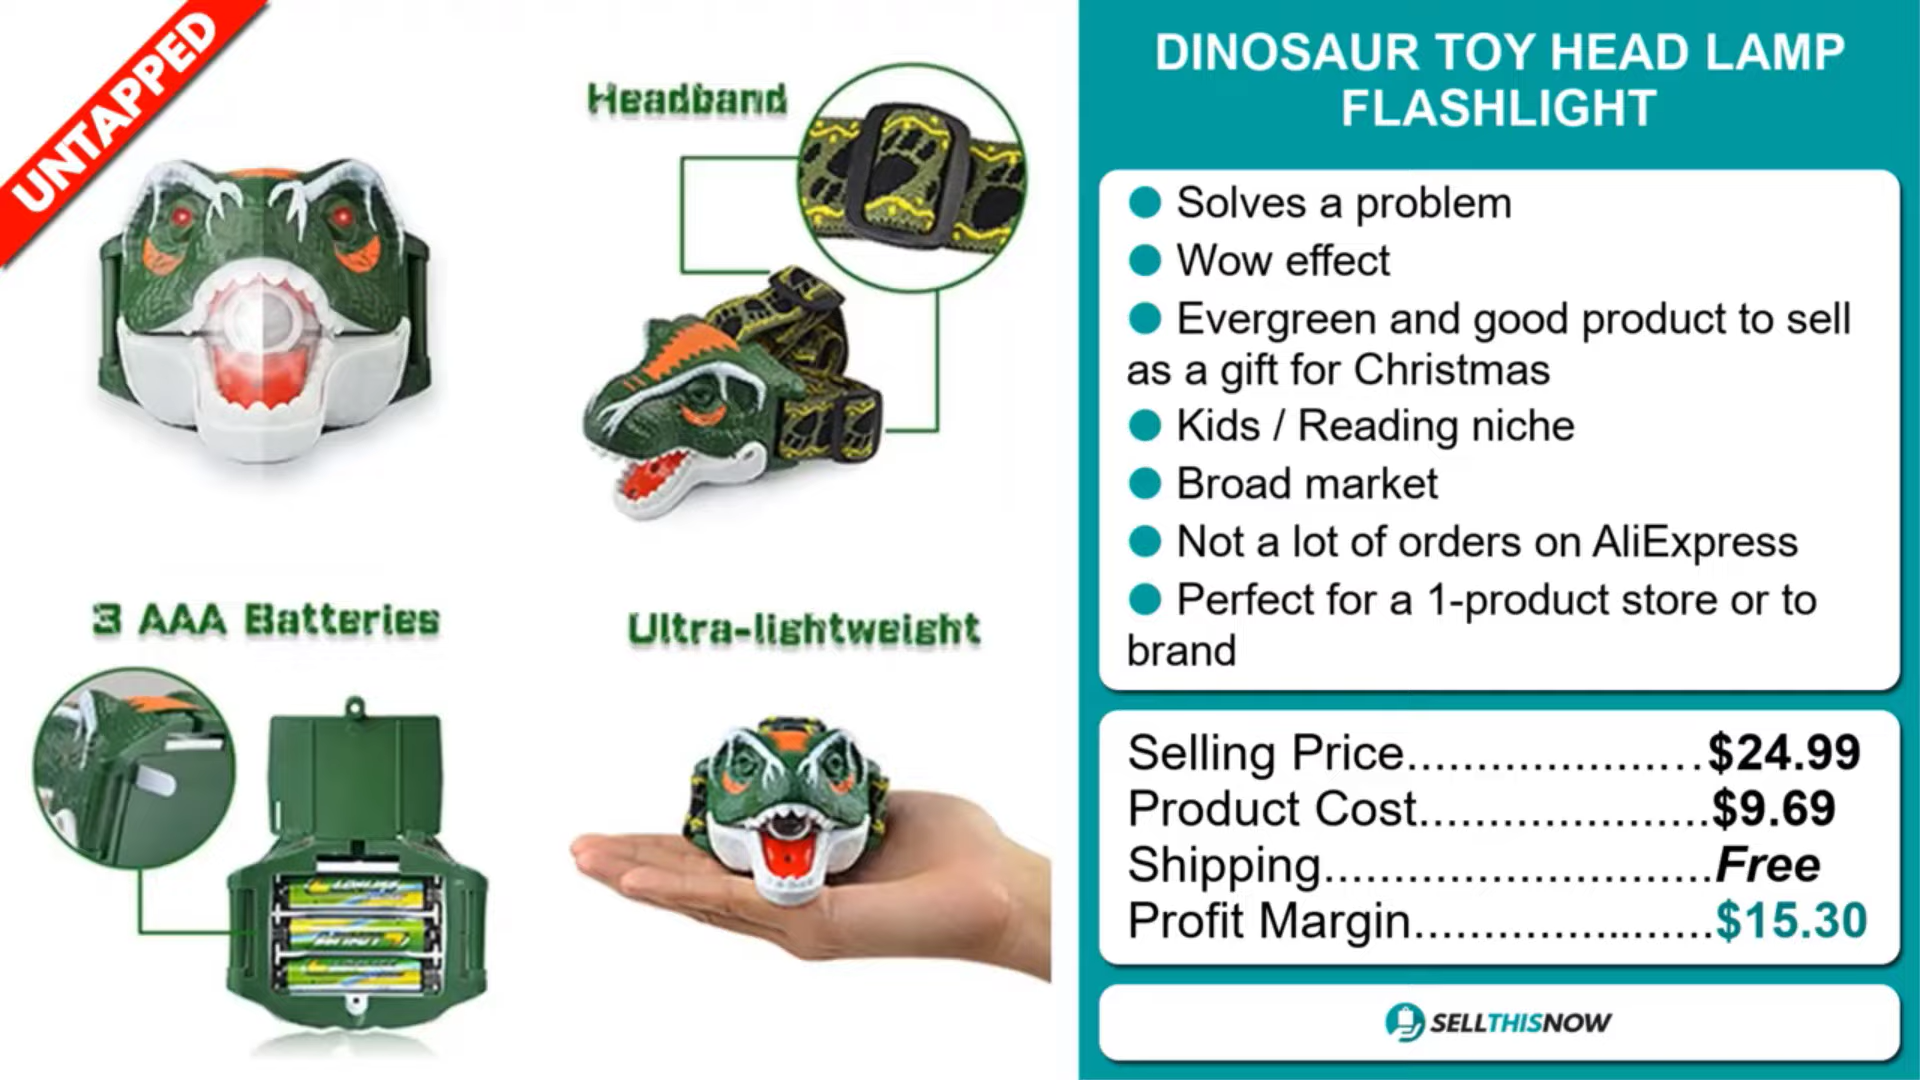 UNTAPPED
Headband
3 AAA Batteries
Ultra-lightweight
DINOSAUR TOY HEAD LAMP
FLASHLIGHT
Solves a problem
Wow effect
Evergreen and good product to sell
as a gift for Christmas
Kids / Reading niche
Broad market
Not a lot of orders on AliExpress
Perfect for a 1-product store or to
brand
Selling Price........................$24.99
Product Cost.....................$9.69
Shipping............................Free
Profit Margin.......................$15.30
SELLTHISNOW